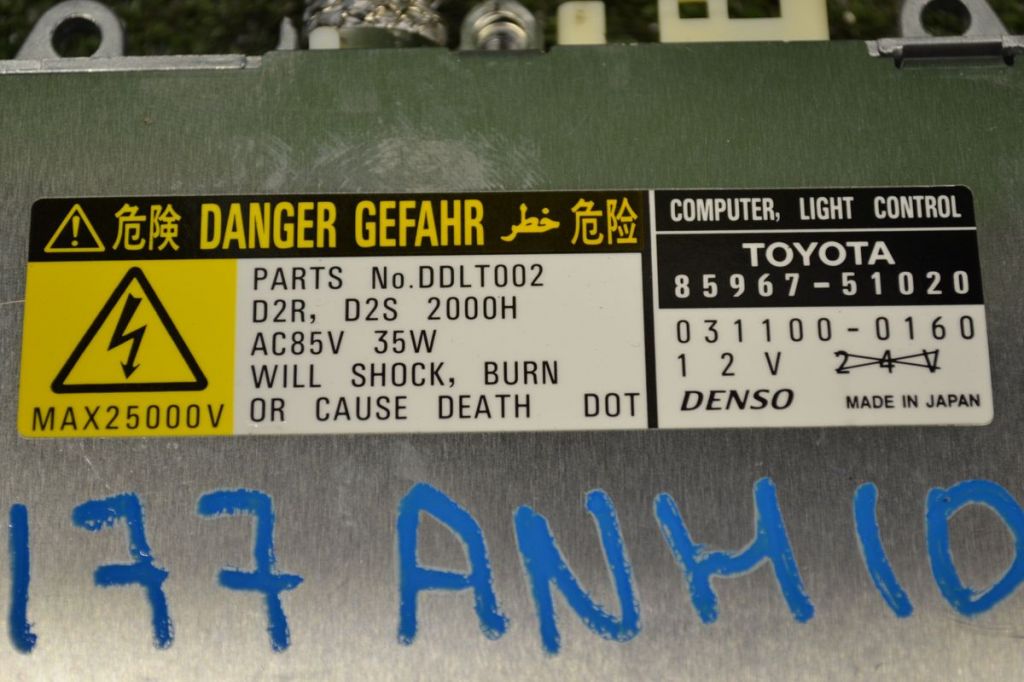 危険 DANGER GEFAHR خطر 危险
MAX25000V
PARTS No.DDLT002
D2R, D2S 2000H
AC85V 35W
WILL SHOCK, BURN
OR CAUSE DEATH DOT
COMPUTER, LIGHT CONTROL
TOYOTA
85967-51020
031100-0160
12V 24V
DENSO MADE IN JAPAN
177 ANH10